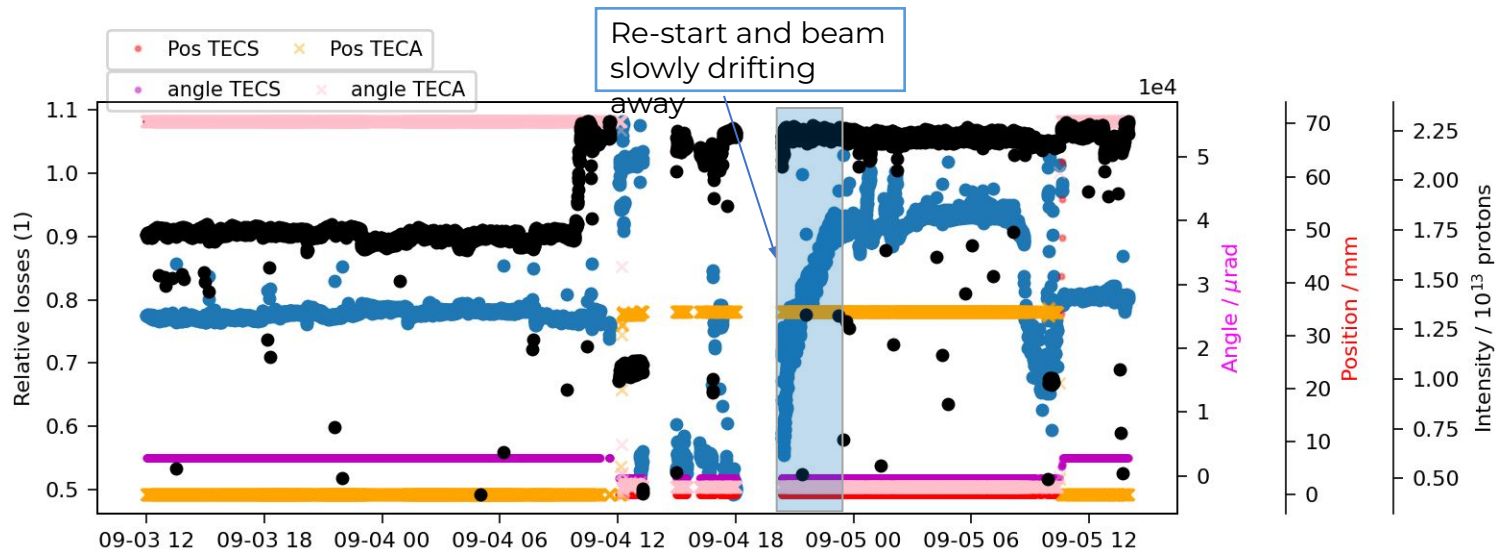 Re-start and beam
slowly drifting
away
Pos TECS Pos TECA
angle TECS angle TECA
1e4
1.1
1.0
0.9
0.8
0.7
0.6
0.5
Relative losses (1)
5
4
3
2
1
0
Angle / μrad
70
60
50
40
30
20
10
0
Position / mm
2.25
2.00
1.75
1.50
1.25
1.00
0.75
0.50
Intensity / 10¹³ protons
09-03 12 09-03 18 09-04 00 09-04 06 09-04 12 09-04 18 09-05 00 09-05 06 09-05 12